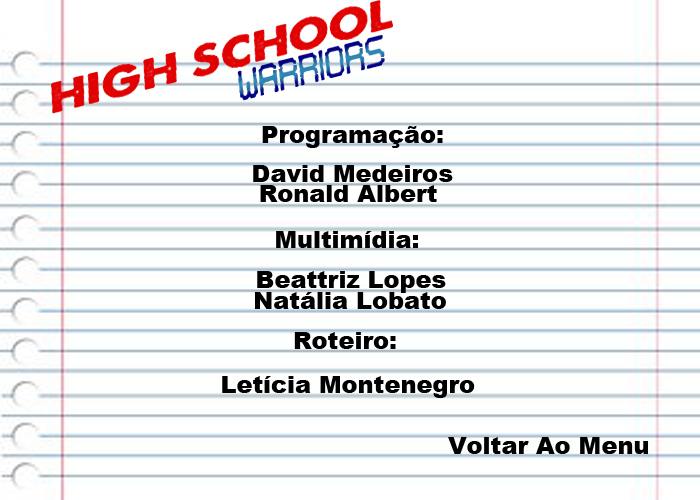 HIGH SCHOOL
WARRIORS
Programação:
David Medeiros
Ronald Albert
Multimídia:
Beattriz Lopes
Natália Lobato
Roteiro:
Letícia Montenegro
Voltar Ao Menu